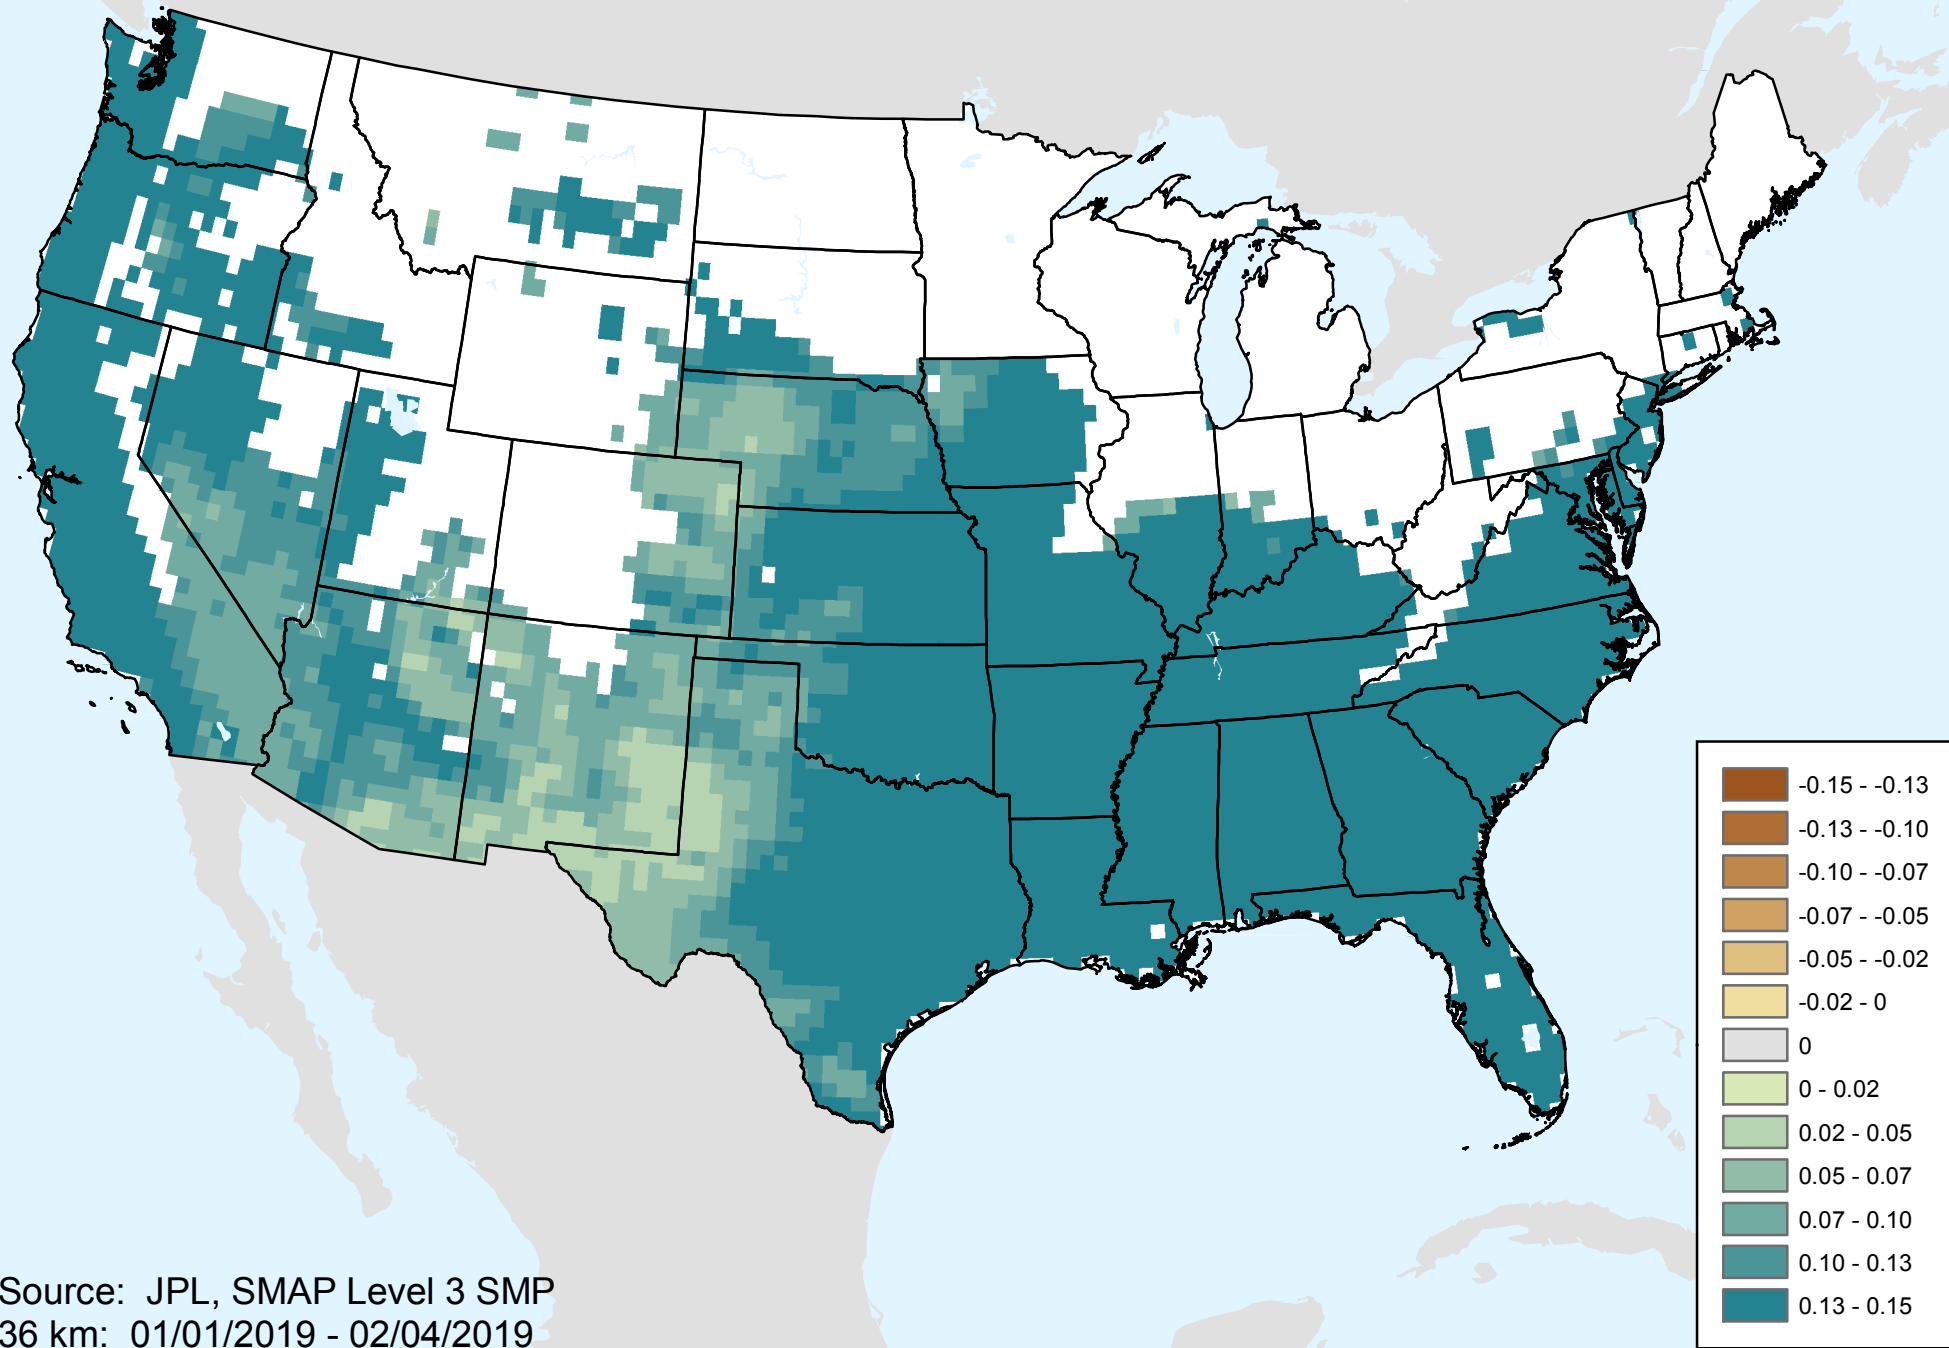 -0.15 - -0.13
-0.13 - -0.10
-0.10 - -0.07
-0.07 - -0.05
-0.05 - -0.02
-0.02 - 0
0
0 - 0.02
0.02 - 0.05
0.05 - 0.07
0.07 - 0.10
0.10 - 0.13
0.13 - 0.15
Source: JPL, SMAP Level 3 SMP
36 km: 01/01/2019 - 02/04/2019